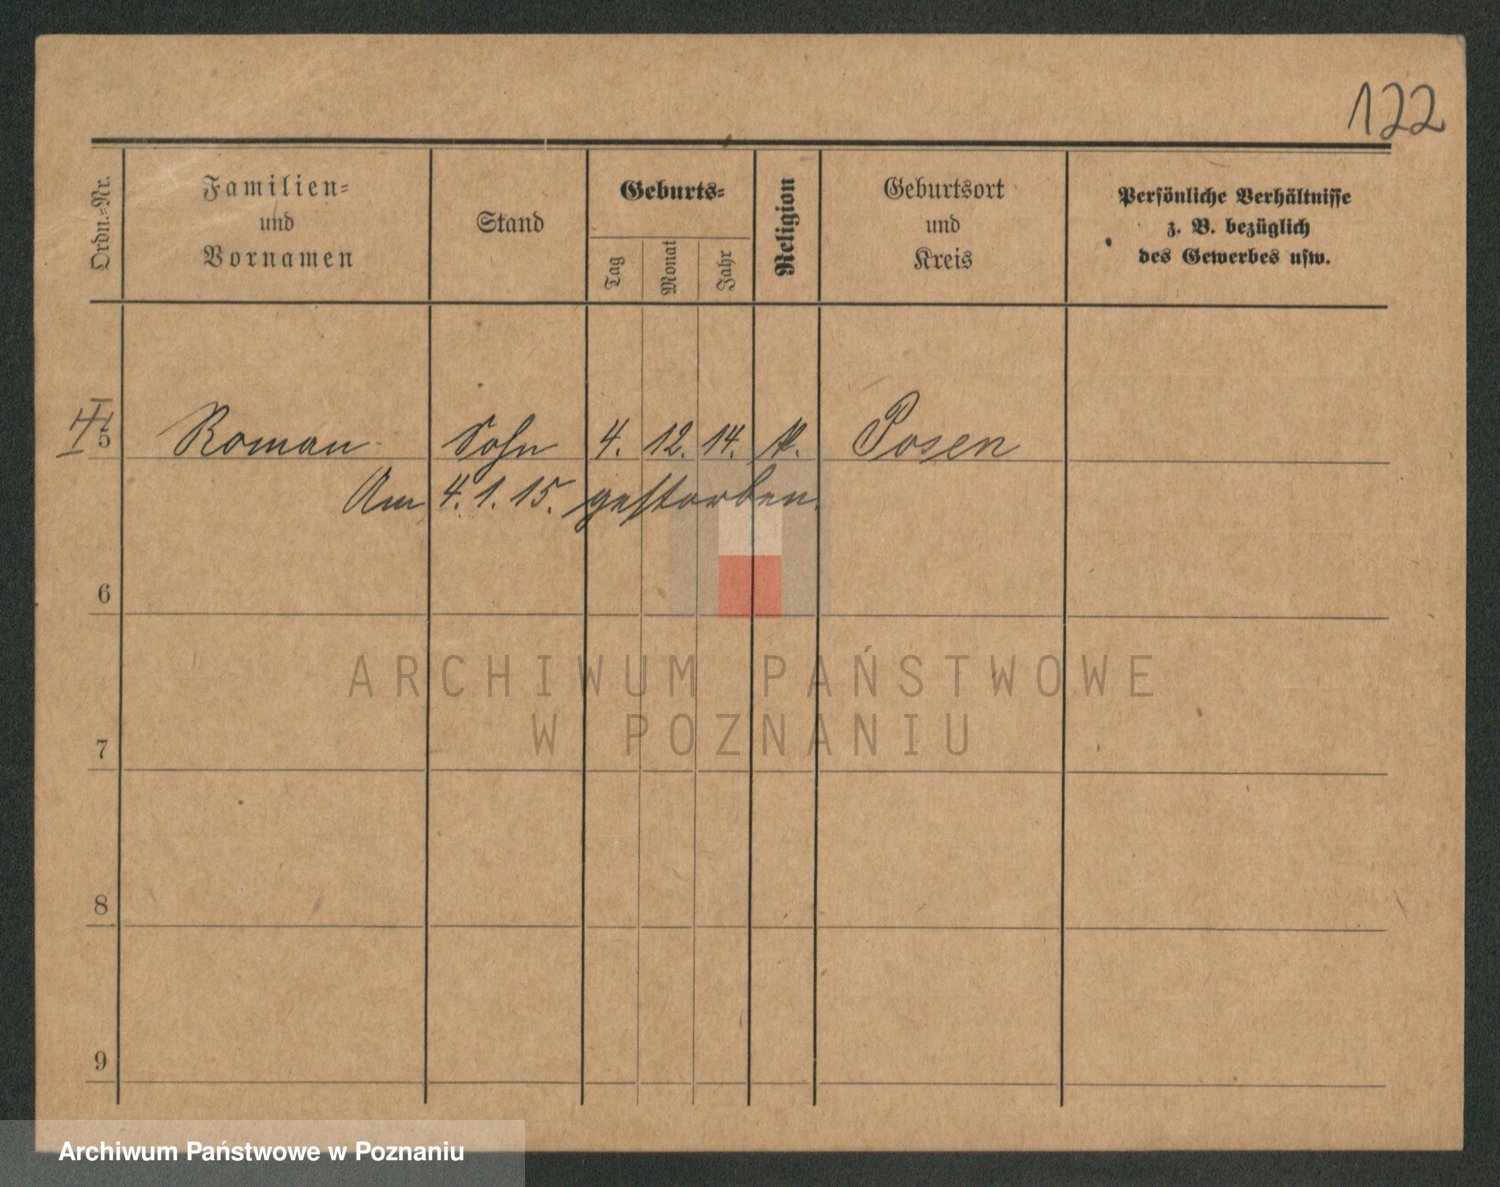 122
Ordn.-Nr.
Familien-
und
Vornamen
Stand
Geburts-
Tag
Monat
Jahr
Religion
Geburtsort
und
Kreis
Persönliche Verhältnisse
z. B. bezüglich
des Gewerbes usw.
5 Roman Sohn 4. 12. 14. k. Posen
Am 4. 1. 15. gestorben.
6
ARCHIWUM PAŃSTWOWE
W POZNANIU
7
8
9
Archiwum Państwowe w Poznaniu